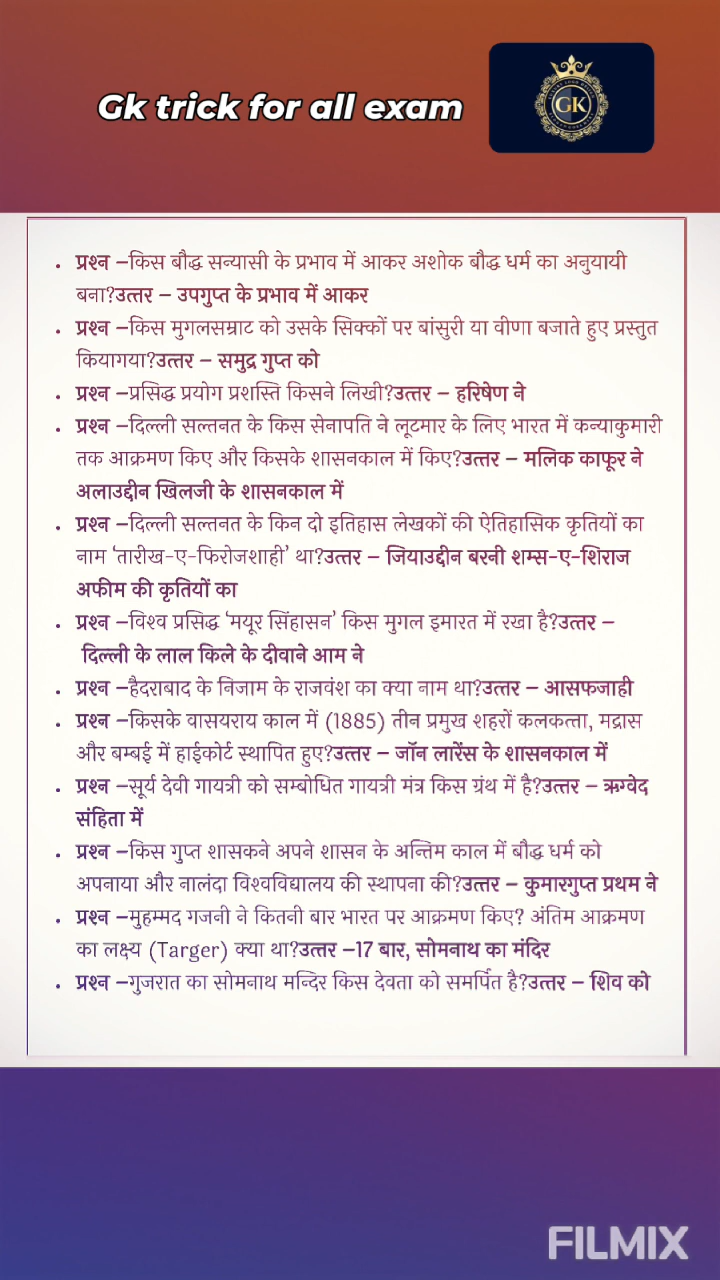 Gk trick for all exam
GK
• प्रश्न –किस बौद्ध सन्यासी के प्रभाव में आकर अशोक बौद्ध धर्म का अनुयायी
बना?उत्तर – उपगुप्त के प्रभाव में आकर
• प्रश्न –किस मुगलसम्राट को उसके सिक्कों पर बांसुरी या वीणा बजाते हुए प्रस्तुत
कियागया?उत्तर – समुद्र गुप्त को
• प्रश्न –प्रसिद्ध प्रयोग प्रशस्ति किसने लिखी?उत्तर – हरिषेण ने
• प्रश्न –दिल्ली सल्तनत के किस सेनापति ने लूटमार के लिए भारत में कन्याकुमारी
तक आक्रमण किए और किसके शासनकाल में किए?उत्तर – मलिक काफूर ने
अलाउद्दीन खिलजी के शासनकाल में
• प्रश्न –दिल्ली सल्तनत के किन दो इतिहास लेखकों की ऐतिहासिक कृतियों का
नाम ‘तारीख-ए-फिरोजशाही’ था?उत्तर – जियाउद्दीन बरनी शम्स-ए-शिराज
अफीम की कृतियों का
• प्रश्न –विश्व प्रसिद्ध ‘मयूर सिंहासन’ किस मुगल इमारत में रखा है?उत्तर –
दिल्ली के लाल किले के दीवाने आम ने
• प्रश्न –हैदराबाद के निजाम के राजवंश का क्या नाम था?उत्तर – आसफजाही
• प्रश्न –किसके वासयराय काल में (1885) तीन प्रमुख शहरों कलकत्ता, मद्रास
और बम्बई में हाईकोर्ट स्थापित हुए?उत्तर – जॉन लारेंस के शासनकाल में
• प्रश्न –सूर्य देवी गायत्री को सम्बोधित गायत्री मंत्र किस ग्रंथ में है?उत्तर – ऋग्वेद
संहिता में
• प्रश्न –किस गुप्त शासकने अपने शासन के अन्तिम काल में बौद्ध धर्म को
अपनाया और नालंदा विश्वविद्यालय की स्थापना की?उत्तर – कुमारगुप्त प्रथम ने
• प्रश्न –मुहम्मद गजनी ने कितनी बार भारत पर आक्रमण किए? अंतिम आक्रमण
का लक्ष्य (Targer) क्या था?उत्तर –17 बार, सोमनाथ का मंदिर
• प्रश्न –गुजरात का सोमनाथ मन्दिर किस देवता को समर्पित है?उत्तर – शिव को
FILMIX